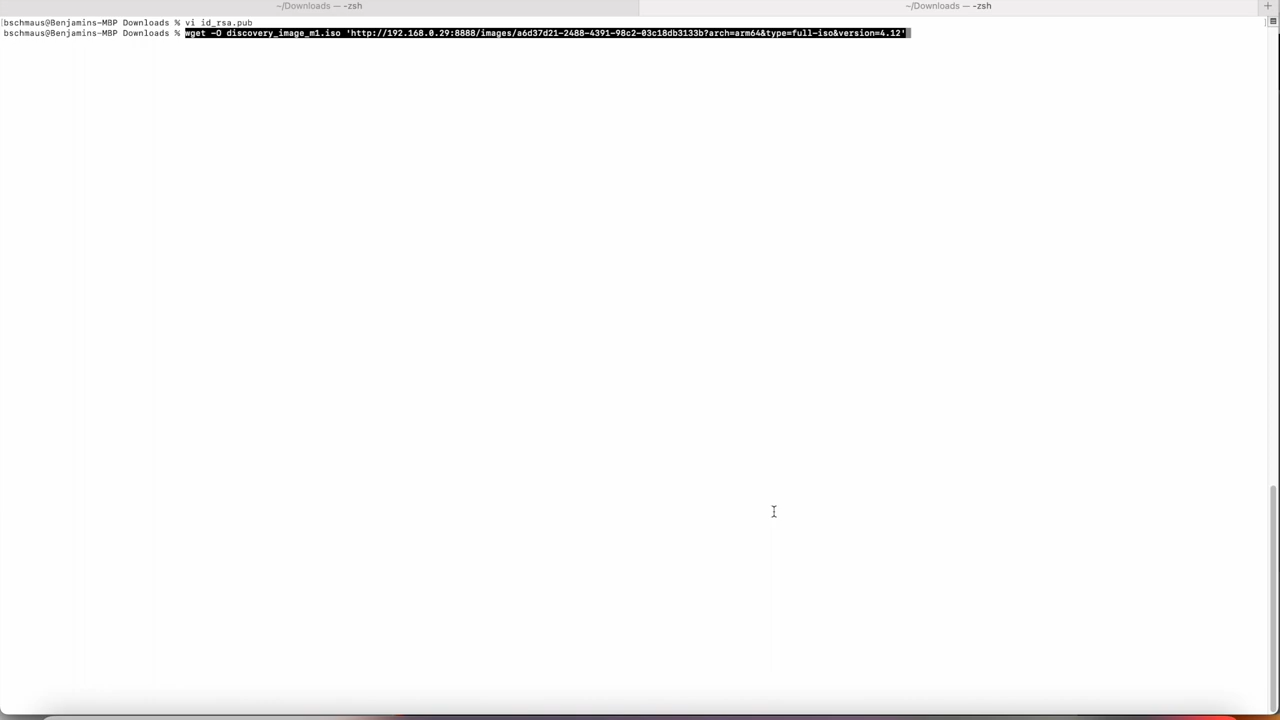 ~/Downloads — -zsh
~/Downloads — -zsh
+
[bschmaus@Benjamins-MBP Downloads % vi id_rsa.pub ]
bschmaus@Benjamins-MBP Downloads % wget -O discovery_image_m1.iso 'http://192.168.0.29:8888/images/a6d37d21-2488-4391-98c2-03c18db3133b?arch=arm64&type=full-iso&version=4.12'